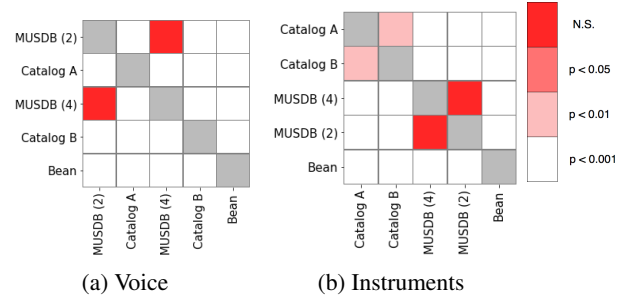 MUSDB (2)
Catalog A
MUSDB (4)
Catalog B
Bean
MUSDB (2)
Catalog A
MUSDB (4)
Catalog B
Bean
(a) Voice
Catalog A
Catalog B
MUSDB (4)
MUSDB (2)
Bean
Catalog A
Catalog B
MUSDB (4)
MUSDB (2)
Bean
(b) Instruments
N.S.
p < 0.05
p < 0.01
p < 0.001